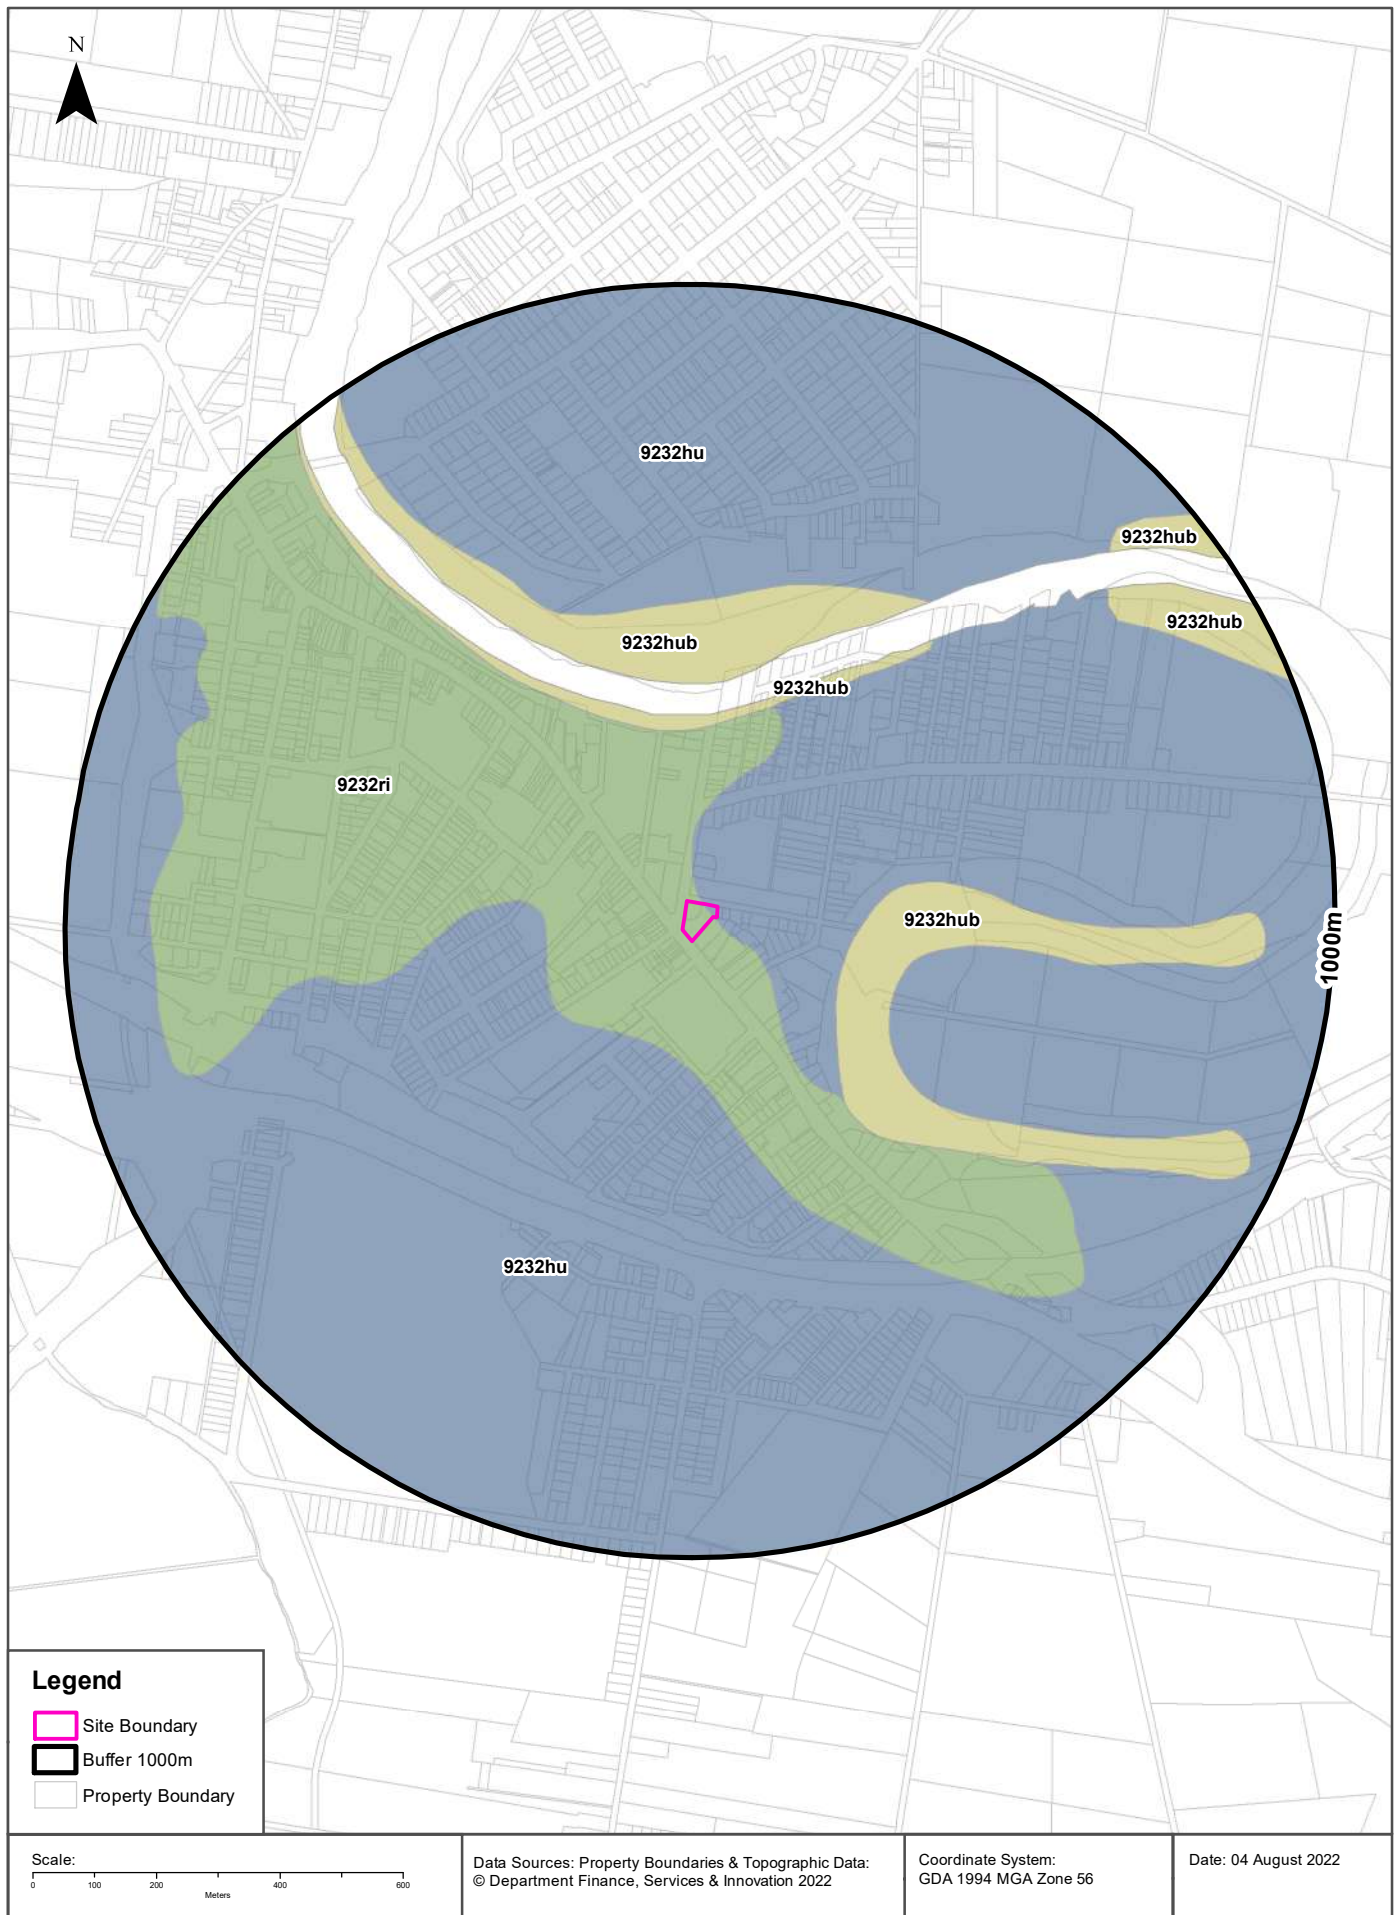 N
9232hu
9232hub
9232hub
9232hub
9232hub
9232ri
9232hub
1000m
9232hu
Legend
Site Boundary
Buffer 1000m
Property Boundary
Scale:
0 100 200 400 600
Meters
Data Sources: Property Boundaries & Topographic Data:
© Department Finance, Services & Innovation 2022
Coordinate System:
GDA 1994 MGA Zone 56
Date: 04 August 2022